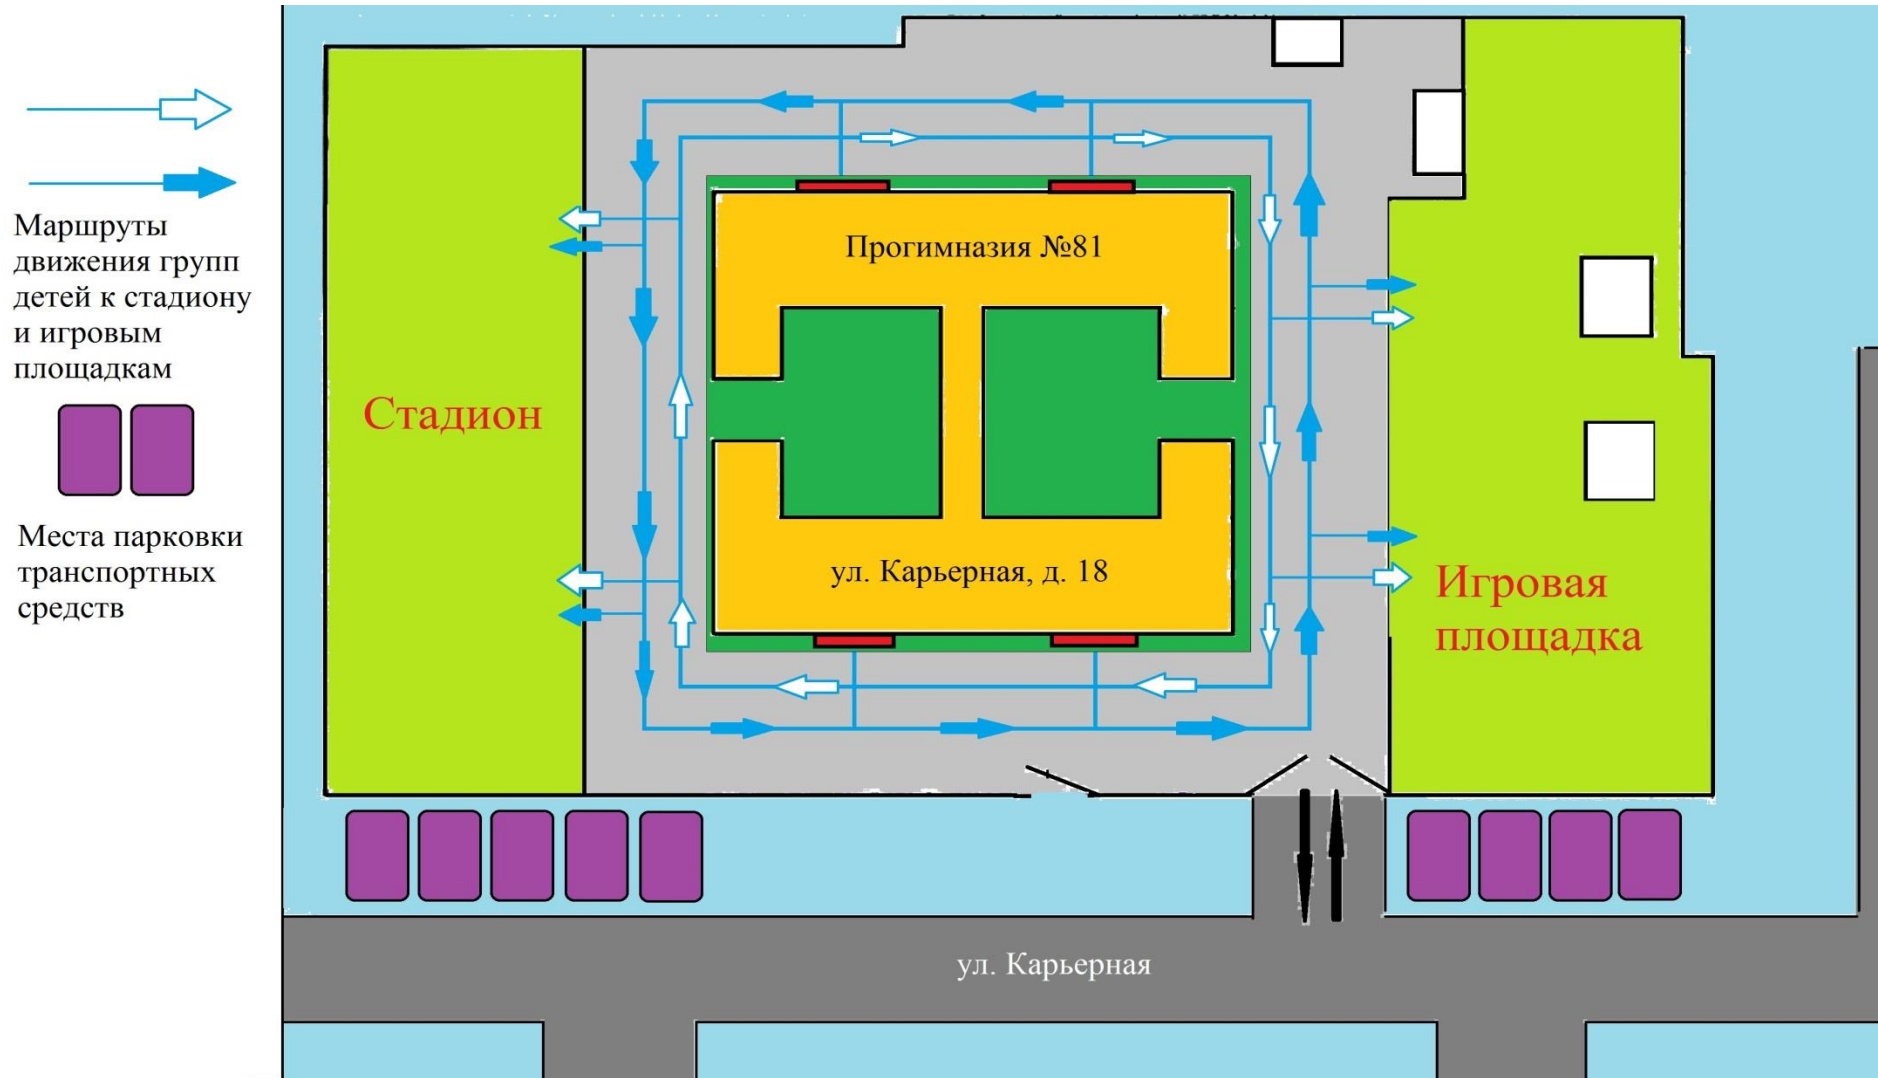 Маршруты
движения групп
детей к стадиону
и игровым
площадкам
Места парковки
транспортных
средств
Прогимназия №81
Стадион
ул. Карьерная, д. 18
Игровая
площадка
ул. Карьерная